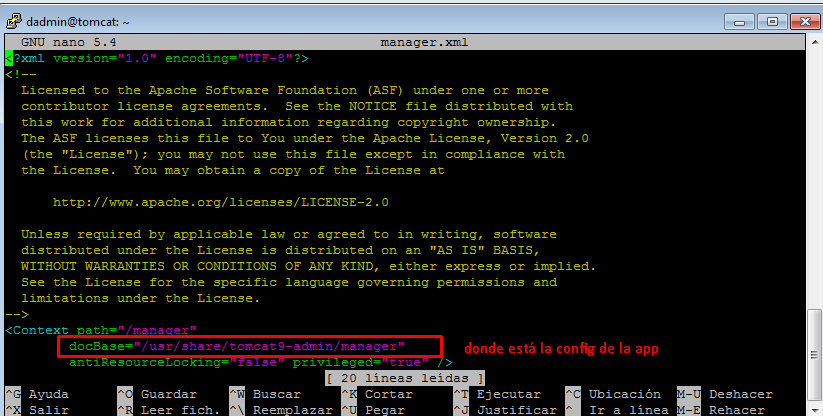 dadmin@tomcat: ~
GNU nano 5.4 manager.xml
<?xml version="1.0" encoding="UTF-8"?>
<!--
Licensed to the Apache Software Foundation (ASF) under one or more
contributor license agreements.  See the NOTICE file distributed with
this work for additional information regarding copyright ownership.
The ASF licenses this file to You under the Apache License, Version 2.0
(the "License"); you may not use this file except in compliance with
the License.  You may obtain a copy of the License at
http://www.apache.org/licenses/LICENSE-2.0
Unless required by applicable law or agreed to in writing, software
distributed under the License is distributed on an "AS IS" BASIS,
WITHOUT WARRANTIES OR CONDITIONS OF ANY KIND, either express or implied.
See the License for the specific language governing permissions and
limitations under the License.
-->
<Context path="/manager"
docBase="/usr/share/tomcat9-admin/manager" donde está la config de la app
antiResourceLocking="false" privileged="true" />
[ 20 líneas leídas ]
^G Ayuda ^O Guardar ^W Buscar ^K Cortar ^T Ejecutar ^C Ubicación M-U Deshacer
^X Salir ^R Leer fich. ^\ Reemplazar ^U Pegar ^J Justificar ^_ Ir a línea M-E Rehacer